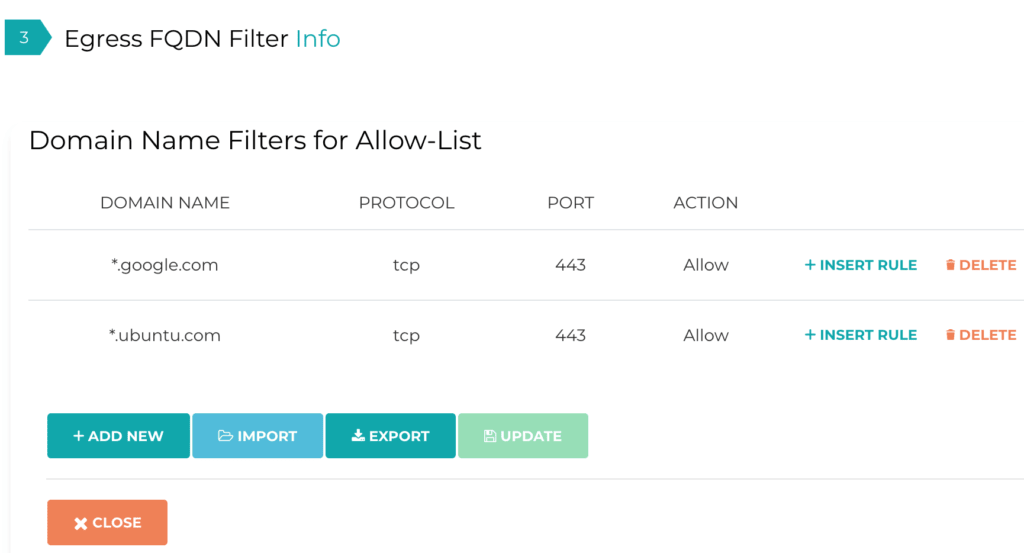 3 Egress FQDN Filter Info
Domain Name Filters for Allow-List
DOMAIN NAME PROTOCOL PORT ACTION
*.google.com tcp 443 Allow + INSERT RULE DELETE
*.ubuntu.com tcp 443 Allow + INSERT RULE DELETE
+ ADD NEW IMPORT EXPORT UPDATE
CLOSE